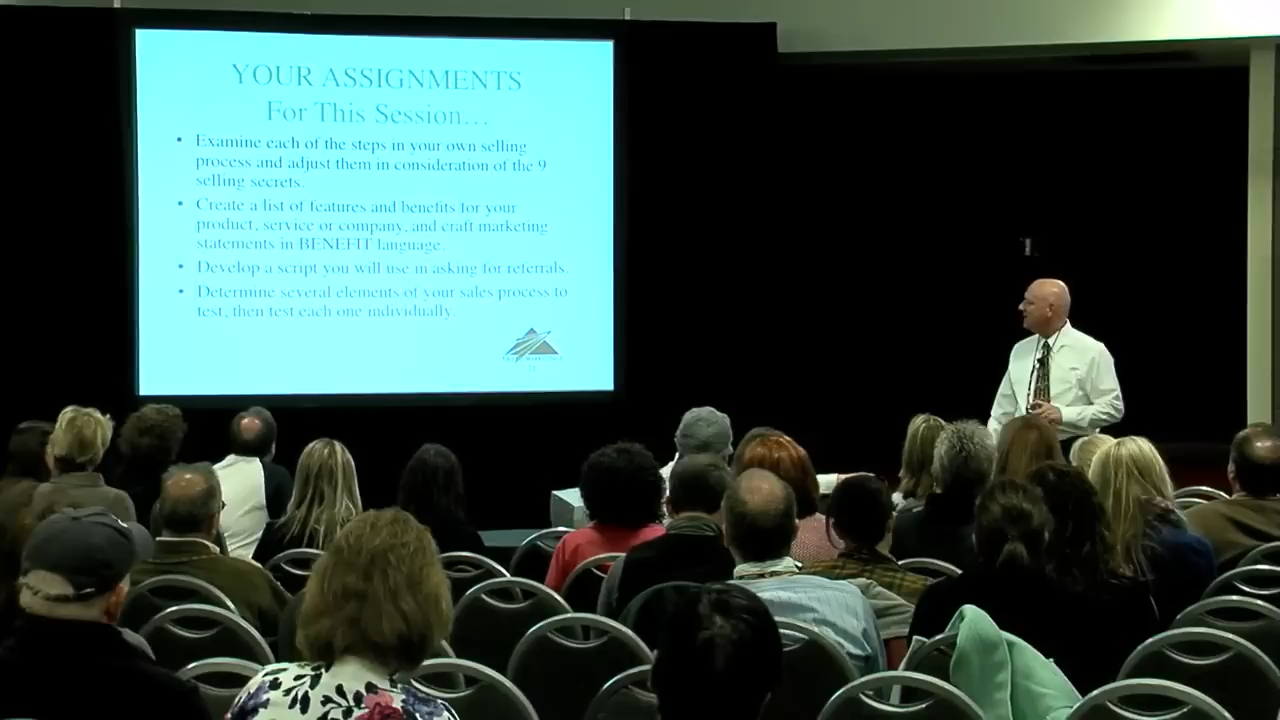 YOUR ASSIGNMENTS
For This Session…
• Examine each of the steps in your own selling
process and adjust them in consideration of the 9
selling secrets.
• Create a list of features and benefits for your
product, service or company, and craft marketing
statements in BENEFIT language.
• Develop a script you will use in asking for referrals.
• Determine several elements of your sales process to
test, then test each one individually.